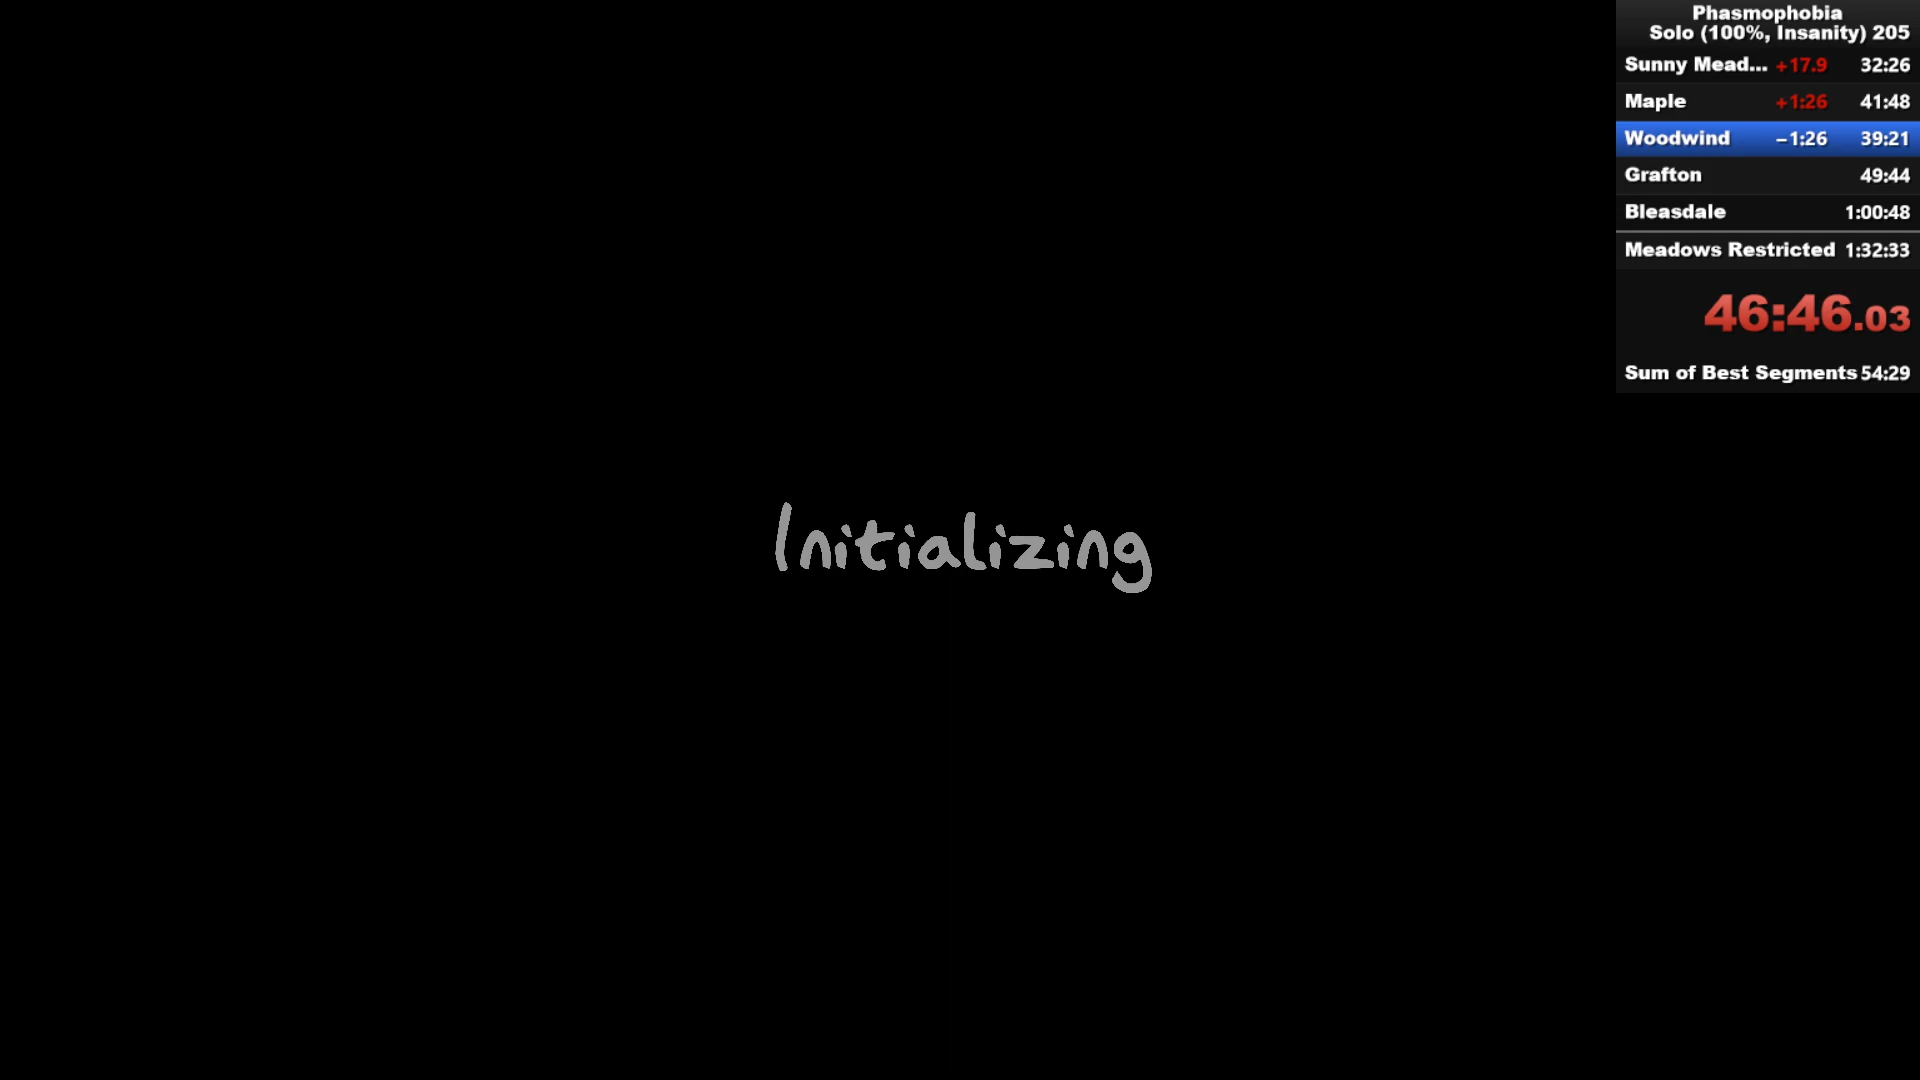 Phasmophobia
Solo (100%, Insanity) 205
Sunny Mead... +17.9 32:26
Maple +1:26 41:48
Woodwind −1:26 39:21
Grafton 49:44
Bleasdale 1:00:48
Meadows Restricted 1:32:33
46:46.03
Sum of Best Segments 54:29
Initializing